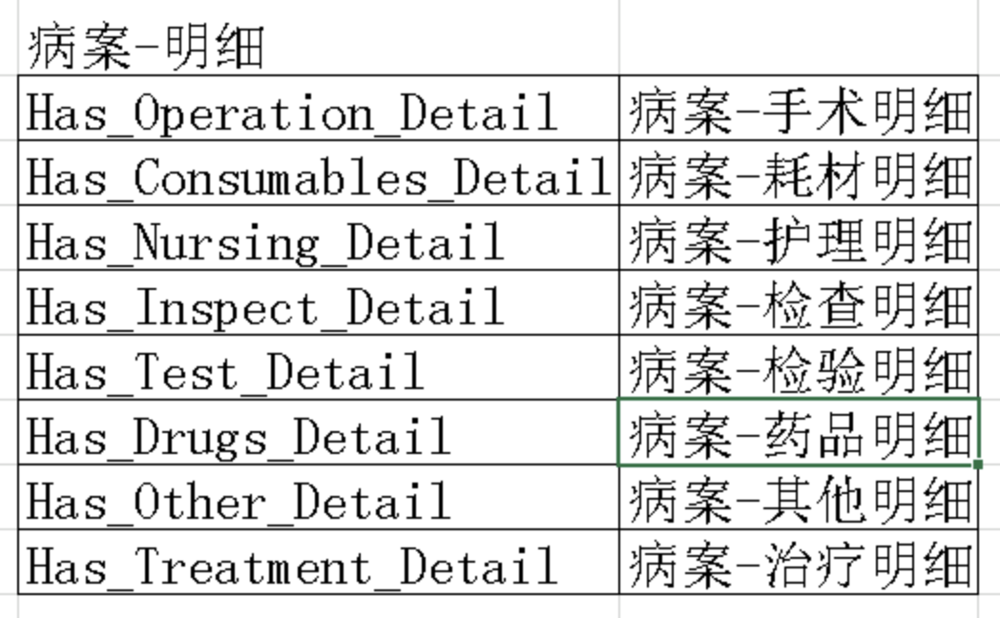 病案-明细
Has_Operation_Detail 病案-手术明细
Has_Consumables_Detail 病案-耗材明细
Has_Nursing_Detail 病案-护理明细
Has_Inspect_Detail 病案-检查明细
Has_Test_Detail 病案-检验明细
Has_Drugs_Detail 病案-药品明细
Has_Other_Detail 病案-其他明细
Has_Treatment_Detail 病案-治疗明细